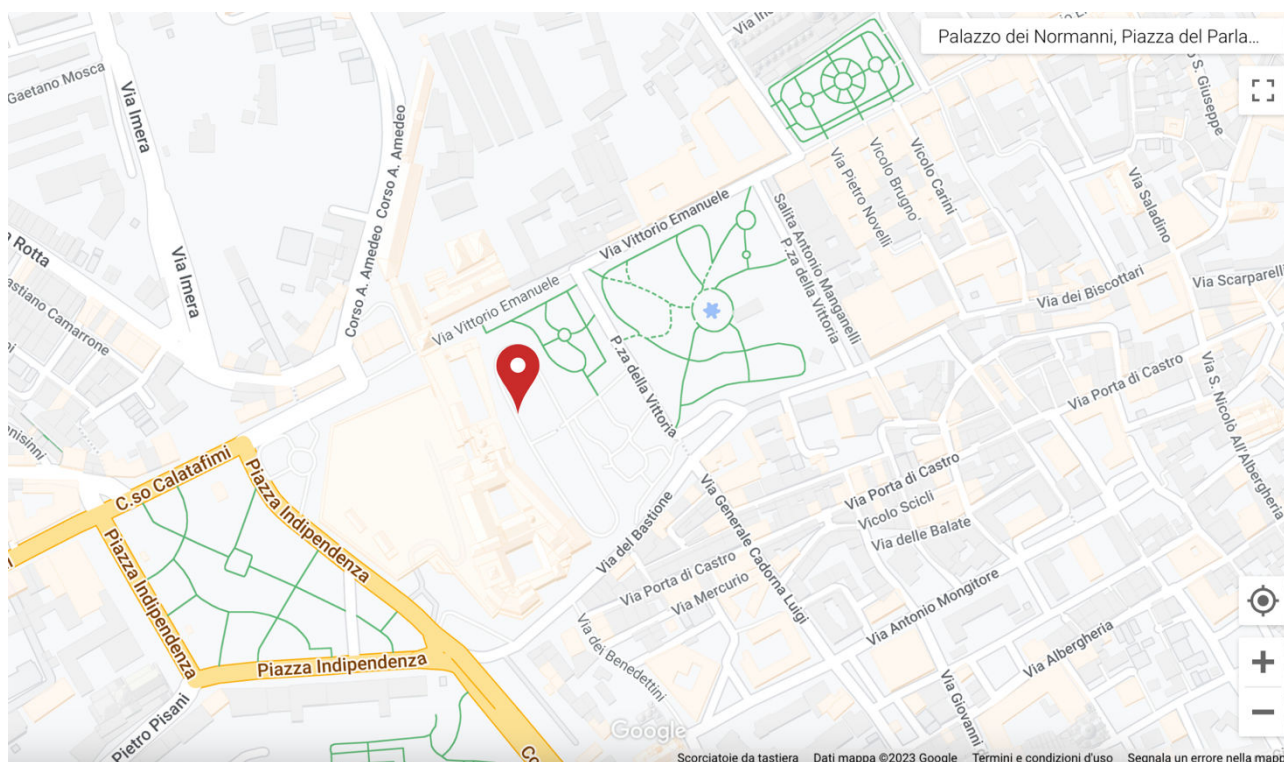 Palazzo dei Normanni, Piazza del Parla...
Gaetano Mosca
Via Imera
Corso A. Amedeo
Corso A. Amedeo
Via Imera
Rotta
Corso A. Amedeo
Via Vittorio Emanuele
Via Vittorio Emanuele
Salita Antonio Manganelli
P.za della Vittoria
Via Pietro Novelli
Vicolo Brugno'
Vicolo Carini
S. Giuseppe
Via Saladino
Via dei Biscottari
Via Scarparelli
P.za della Vittoria
Via Porta di Castro
Via S. Nicolò All'Albergheria
C.so Calatafimi
Piazza Indipendenza
Piazza Indipendenza
Piazza Indipendenza
Via Generale Cadorna Luigi
Via Porta di Castro
Vicolo Scicli
Via delle Balate
Via del Bastione
Via Porta di Castro
Via Mercurio
Via Antonio Mongitore
Via Albergheria
Via dei Benedettini
Via Giovanni
Pietro Pisani
Google
Scorciatoie da tastiera Dati mappa ©2023 Google Termini e condizioni d'uso Segnala un errore nella mapp